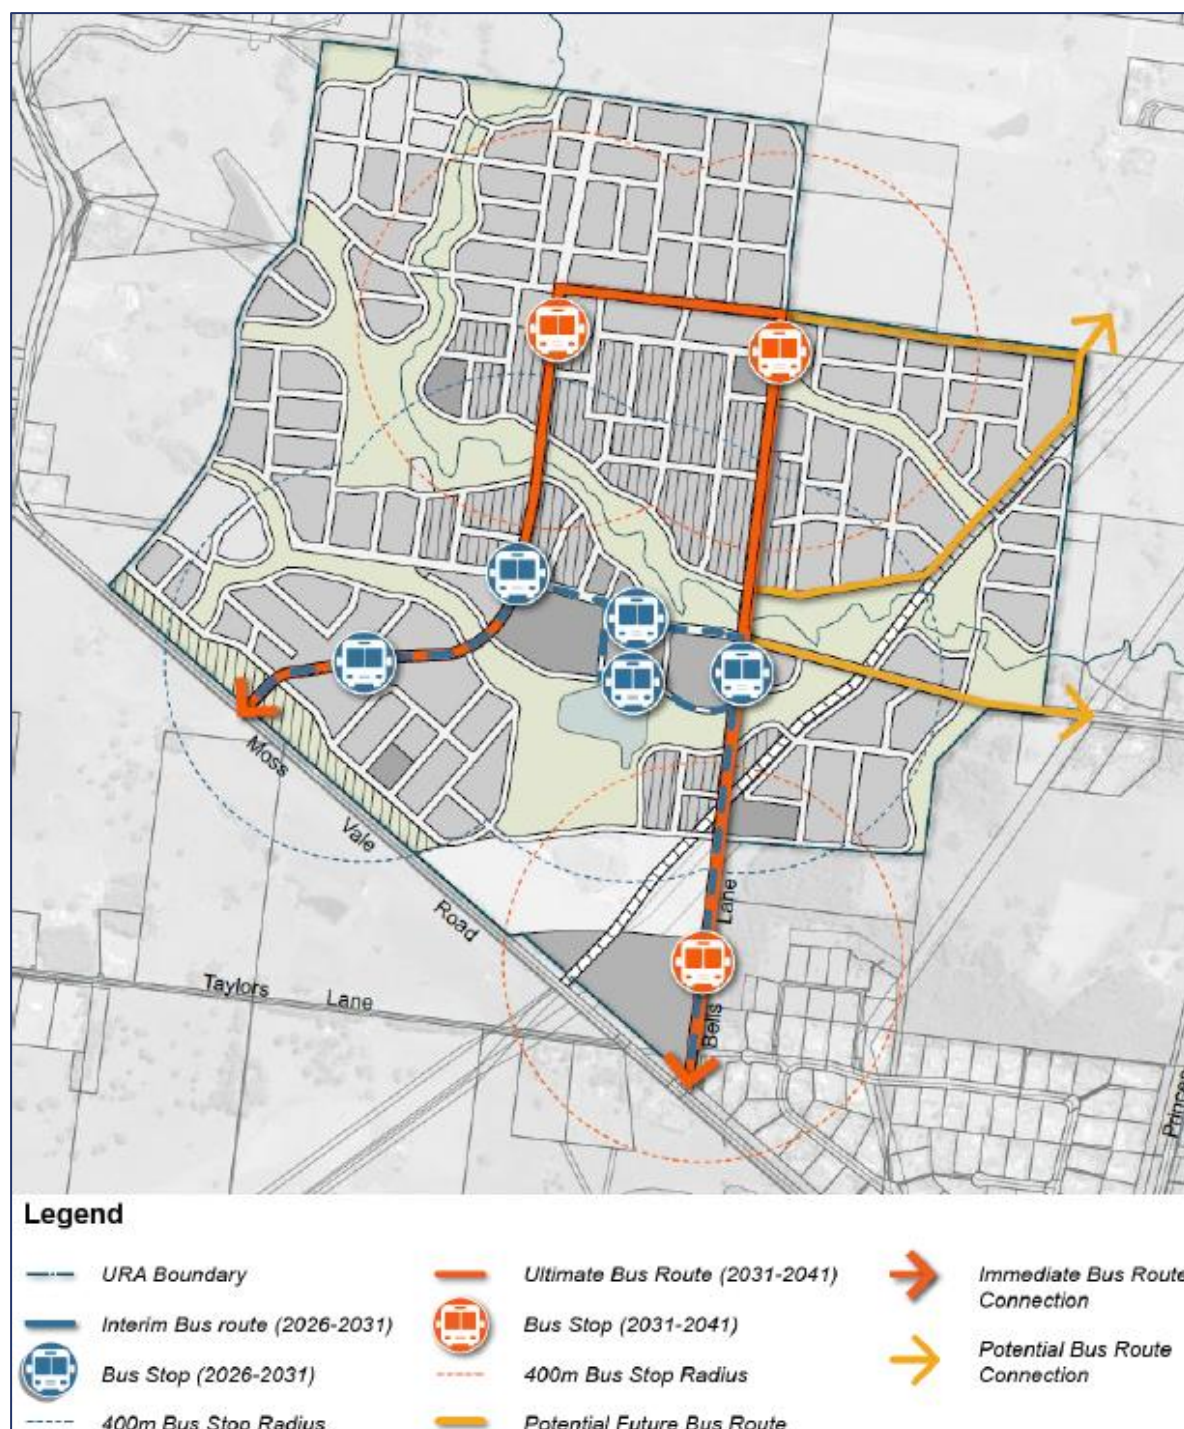 Moss
Vale
Road
Lane
Taylors Lane
Bells
Princes
Legend
URA Boundary
Interim Bus route (2026-2031)
Bus Stop (2026-2031)
400m Bus Stop Radius
Ultimate Bus Route (2031-2041)
Bus Stop (2031-2041)
400m Bus Stop Radius
Potential Future Bus Route
Immediate Bus Route
Connection
Potential Bus Route
Connection